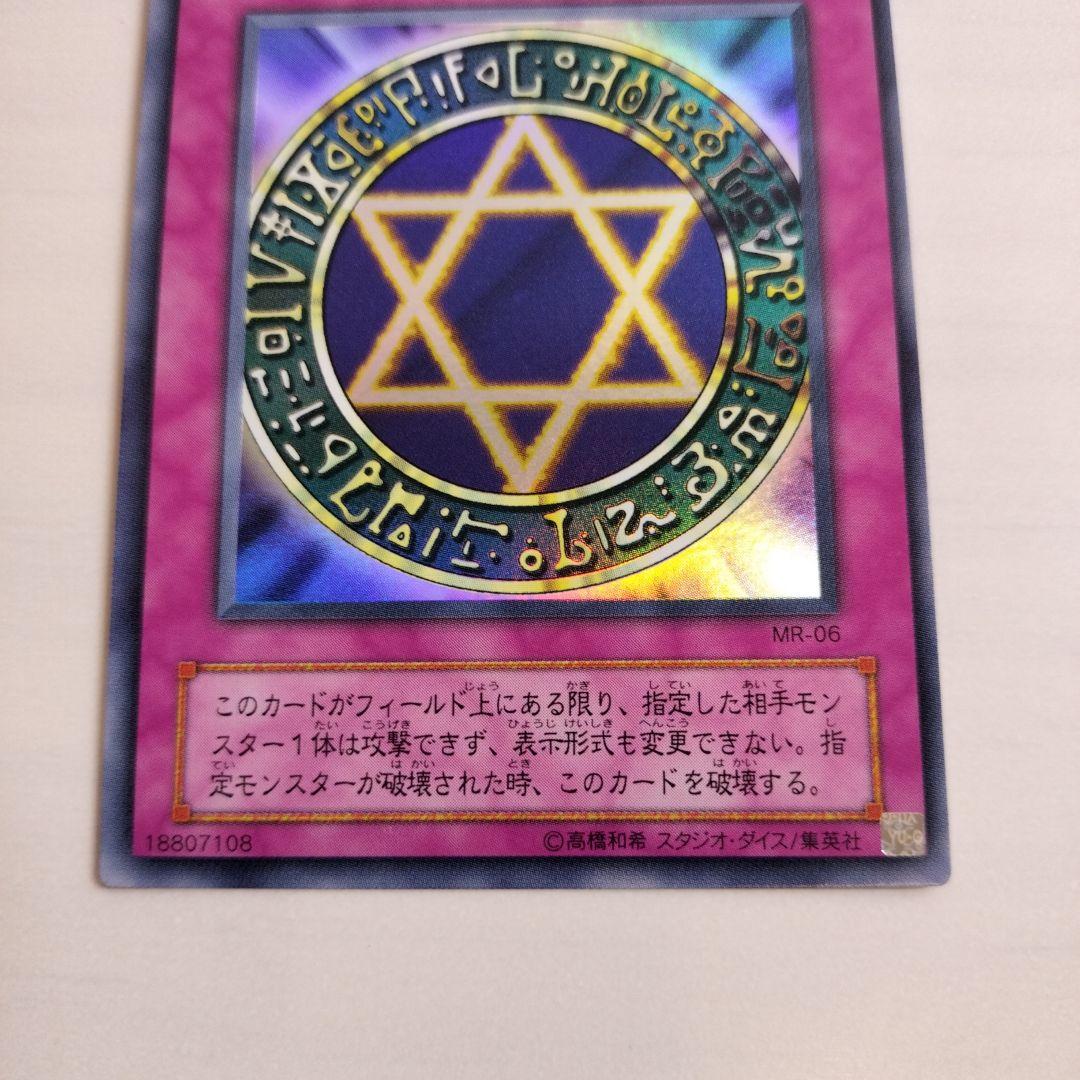 MR-06
このカードがフィールド上にある限り、指定した相手モン
スター1体は攻撃できず、表示形式も変更できない。指
定モンスターが破壊された時、このカードを破壊する。
18807108
©高橋和希 スタジオ・ダイス/集英社